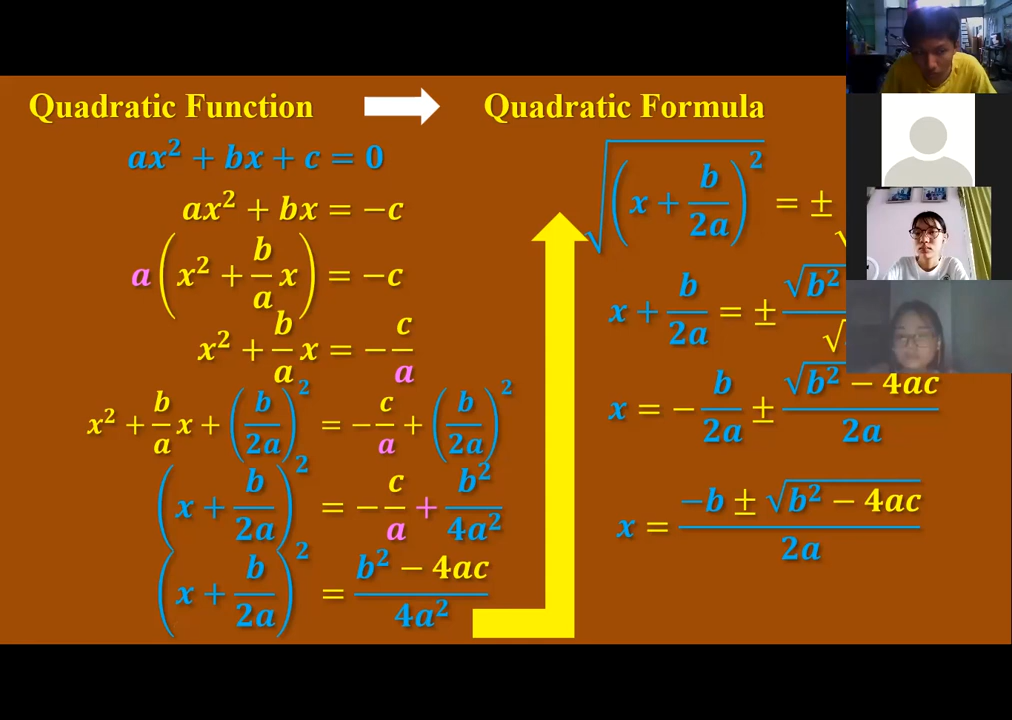 Quadratic Function
ax² + bx + c = 0
ax² + bx = −c
a(x² + b/a x) = −c
x² + b/a x = −c/a
x² + b/a x + (b/2a)² = −c/a + (b/2a)²
(x + b/2a)² = −c/a + b²/4a²
(x + b/2a)² = b² − 4ac/4a²
Quadratic Formula
√(x + b/2a)² = ±
x + b/2a = ± √b²
x = −b/2a ± √b² − 4ac/2a
x = −b ± √b² − 4ac/2a